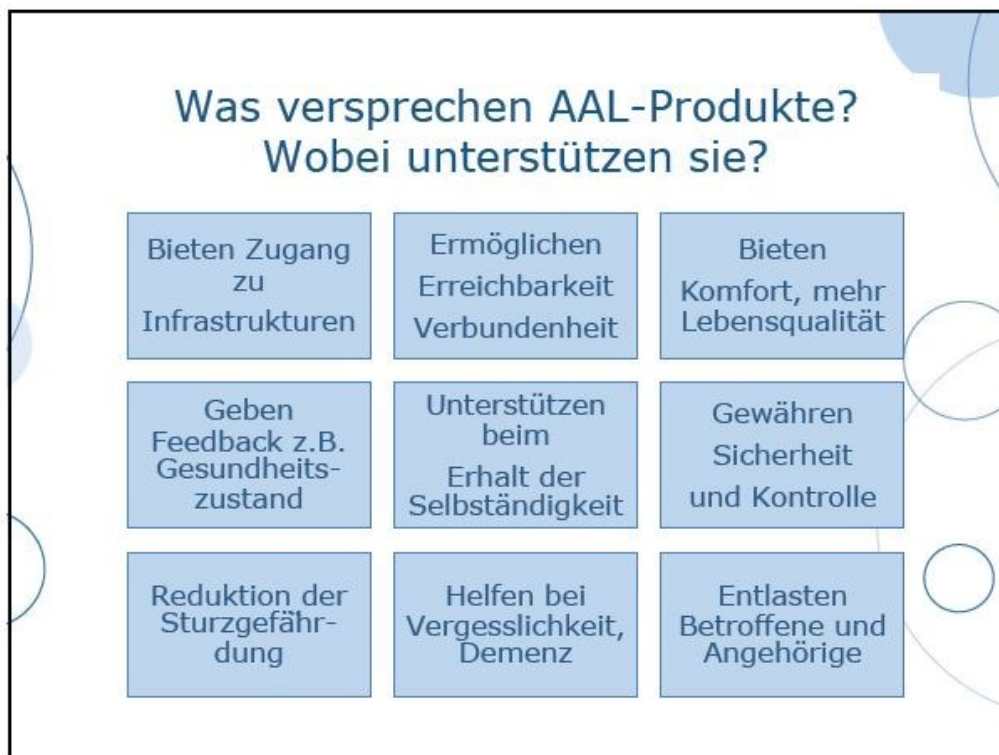 Was versprechen AAL-Produkte?
Wobei unterstützen sie?
Bieten Zugang
zu
Infrastrukturen
Ermöglichen
Erreichbarkeit
Verbundenheit
Bieten
Komfort, mehr
Lebensqualität
Geben
Feedback z.B.
Gesundheits-
zustand
Unterstützen
beim
Erhalt der
Selbständigkeit
Gewähren
Sicherheit
und Kontrolle
Reduktion der
Sturzgefähr-
dung
Helfen bei
Vergesslichkeit,
Demenz
Entlasten
Betroffene und
Angehörige